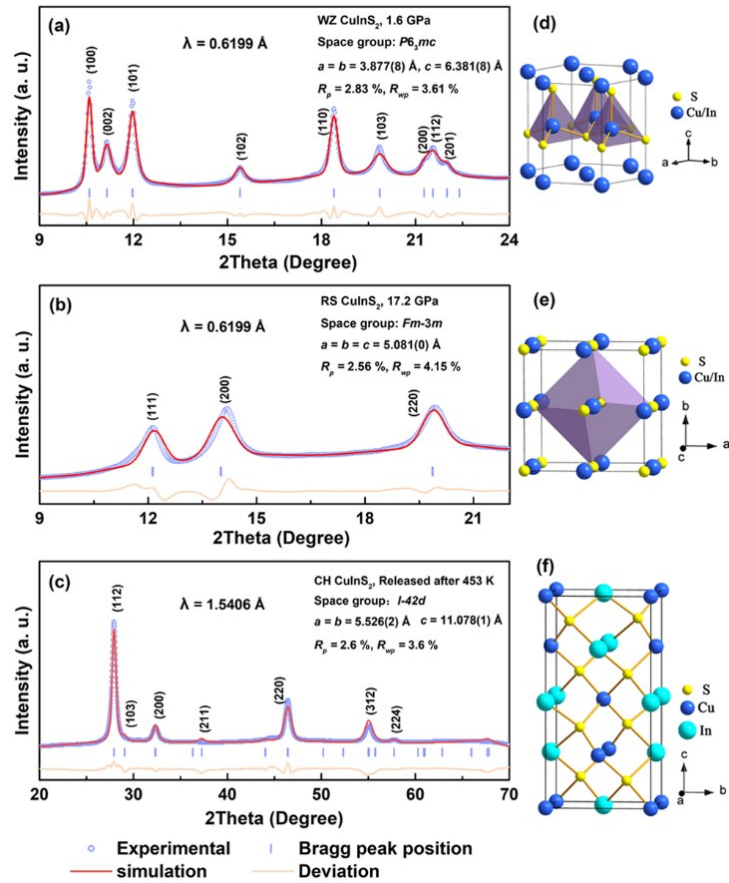 (a)
WZ CuInS₂, 1.6 GPa
λ = 0.6199 Å
Space group: P6₃mc
a = b = 3.877(8) Å, c = 6.381(8) Å
Rp = 2.83 %, Rwp = 3.61 %
(100)
(002)
(101)
(102)
(110)
(103)
(200)
(112)
(201)
Intensity (a. u.)
9 12 15 18 21 24
2Theta (Degree)
(d)
S
Cu/In
c
a
b
(b)
RS CuInS₂, 17.2 GPa
λ = 0.6199 Å
Space group: Fm-3m
a = b = c = 5.081(0) Å
Rp = 2.56 %, Rwp = 4.15 %
(111)
(200)
(220)
Intensity (a. u.)
9 12 15 18 21
2Theta (Degree)
(e)
S
Cu/In
b
c
a
(c)
CH CuInS₂, Released after 453 K
λ = 1.5406 Å
Space group: I-42d
a = b = 5.526(2) Å c = 11.078(1) Å
Rp = 2.6 %, Rwp = 3.6 %
(112)
(103)
(200)
(211)
(220)
(312)
(224)
Intensity (a. u.)
20 30 40 50 60 70
2Theta (Degree)
(f)
S
Cu
In
c
a
b
Experimental
Bragg peak position
simulation
Deviation